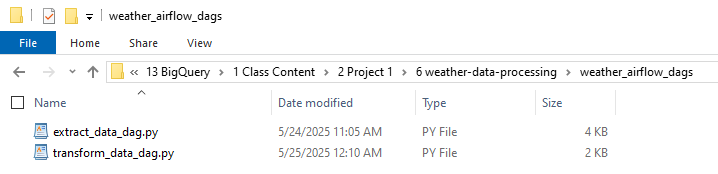 weather_airflow_dags
File Home Share View
« 13 BigQuery › 1 Class Content › 2 Project 1 › 6 weather-data-processing › weather_airflow_dags
Name Date modified Type Size
extract_data_dag.py 5/24/2025 11:05 AM PY File 4 KB
transform_data_dag.py 5/25/2025 12:10 AM PY File 2 KB